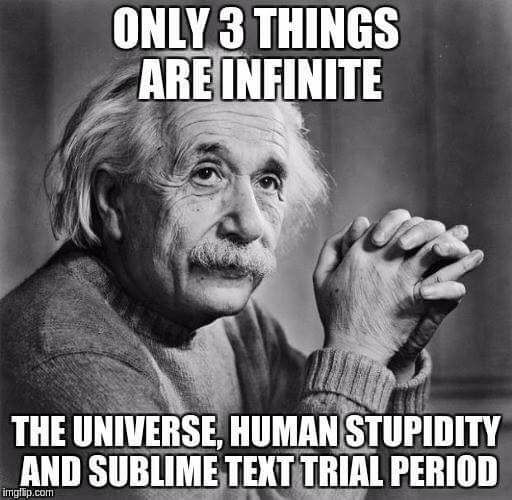 ONLY 3 THINGS
ARE INFINITE
THE UNIVERSE, HUMAN STUPIDITY
AND SUBLIME TEXT TRIAL PERIOD
imgflip.com